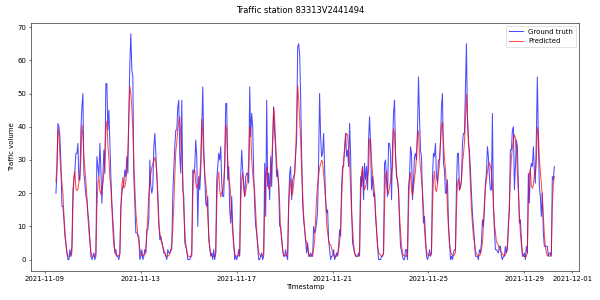 Traffic station 83313V2441494
Ground truth
Predicted
Traffic volume
70
60
50
40
30
20
10
0
2021-11-09 2021-11-13 2021-11-17 2021-11-21 2021-11-25 2021-11-29 2021-12-01
Timestamp